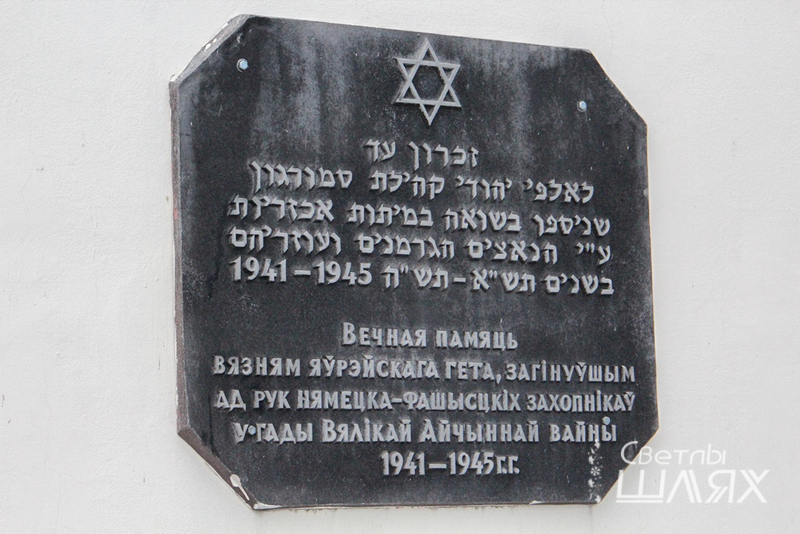 זכרון עד
לאלפי יהודי קהילת סמורגון
שניספו בשואה במיתות אכזריות
ע״י הנאצים הגרמנים ועוזריהם
בשנים תש״א – תש״ה 1941 – 1945
Вечная памяць
вязням яўрэйскага гета, загінуўшым
ад рук нямецка-фашысцкіх захопнікаў
у гады Вялікай Айчыннай вайны
1941 – 1945 г.г.
Светлы
шлях